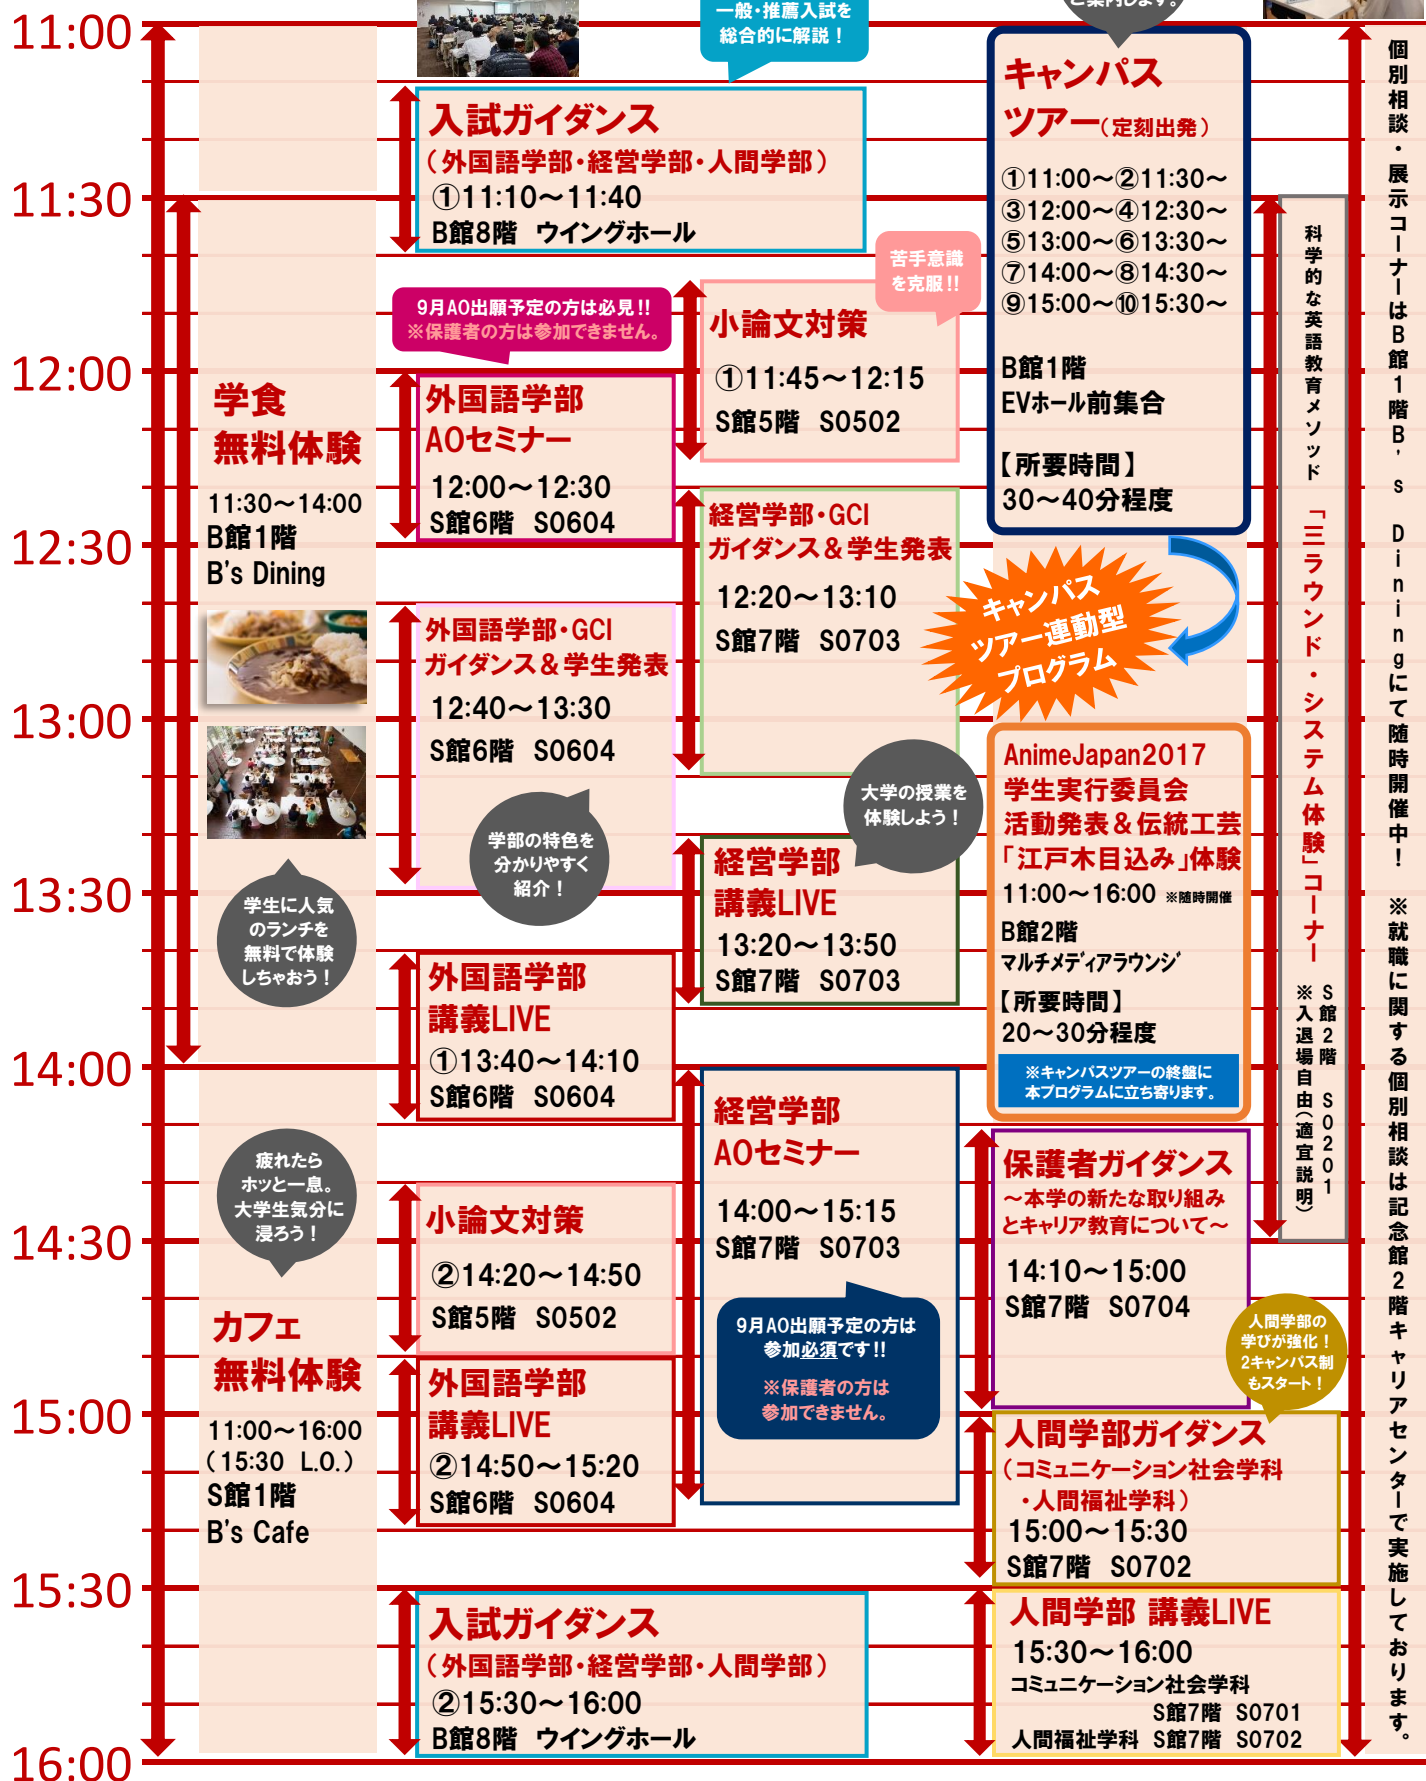 11:00
11:30
12:00
12:30
13:00
13:30
14:00
14:30
15:00
15:30
16:00
学食
無料体験
11:30～14:00
B館1階
B's Dining
学生に人気
のランチを
無料で体験
しちゃおう！
疲れたら
ホッと一息。
大学生気分に
浸ろう！
カフェ
無料体験
11:00～16:00
（15:30 L.O.）
S館1階
B's Cafe
一般・推薦入試を
総合的に解説！
入試ガイダンス
（外国語学部・経営学部・人間学部）
①11:10～11:40
B館8階 ウイングホール
9月AO出願予定の方は必見!!
※保護者の方は参加できません。
外国語学部
AOセミナー
12:00～12:30
S館6階 S0604
外国語学部・GCI
ガイダンス＆学生発表
12:40～13:30
S館6階 S0604
学部の特色を
分かりやすく
紹介！
外国語学部
講義LIVE
①13:40～14:10
S館6階 S0604
小論文対策
②14:20～14:50
S館5階 S0502
外国語学部
講義LIVE
②14:50～15:20
S館6階 S0604
入試ガイダンス
（外国語学部・経営学部・人間学部）
②15:30～16:00
B館8階 ウイングホール
苦手意識
を克服!!
小論文対策
①11:45～12:15
S館5階 S0502
経営学部・GCI
ガイダンス＆学生発表
12:20～13:10
S館7階 S0703
大学の授業を
体験しよう！
経営学部
講義LIVE
13:20～13:50
S館7階 S0703
経営学部
AOセミナー
14:00～15:15
S館7階 S0703
9月AO出願予定の方は
参加必須です!!
※保護者の方は
参加できません。
ご案内します。
キャンパス
ツアー（定刻出発）
①11:00～②11:30～
③12:00～④12:30～
⑤13:00～⑥13:30～
⑦14:00～⑧14:30～
⑨15:00～⑩15:30～
B館1階
EVホール前集合
【所要時間】
30～40分程度
キャンパス
ツアー連動型
プログラム
AnimeJapan2017
学生実行委員会
活動発表＆伝統工芸
「江戸木目込み」体験
11:00～16:00 ※随時開催
B館2階
マルチメディアラウンジ
【所要時間】
20～30分程度
※キャンパスツアーの終盤に
本プログラムに立ち寄ります。
保護者ガイダンス
～本学の新たな取り組み
とキャリア教育について～
14:10～15:00
S館7階 S0704
人間学部の
学びが強化！
2キャンパス制
もスタート！
人間学部ガイダンス
（コミュニケーション社会学科
・人間福祉学科）
15:00～15:30
S館7階 S0702
人間学部 講義LIVE
15:30～16:00
コミュニケーション社会学科
S館7階 S0701
人間福祉学科 S館7階 S0702
科学的な英語教育メソッド 「三ラウンド・システム体験」コーナー
S館2階 S0201
※入退場自由（適宜説明）
個別相談・展示コーナーはB館1階B's Diningにて随時開催中！ ※就職に関する個別相談は記念館2階キャリアセンターで実施しております。